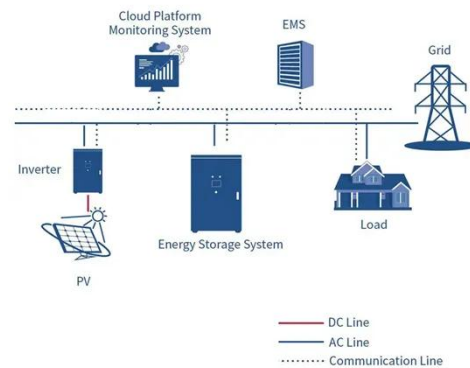 Cloud Platform
Monitoring System
EMS
Grid
Inverter
Energy Storage System
Load
PV
DC Line
AC Line
Communication Line